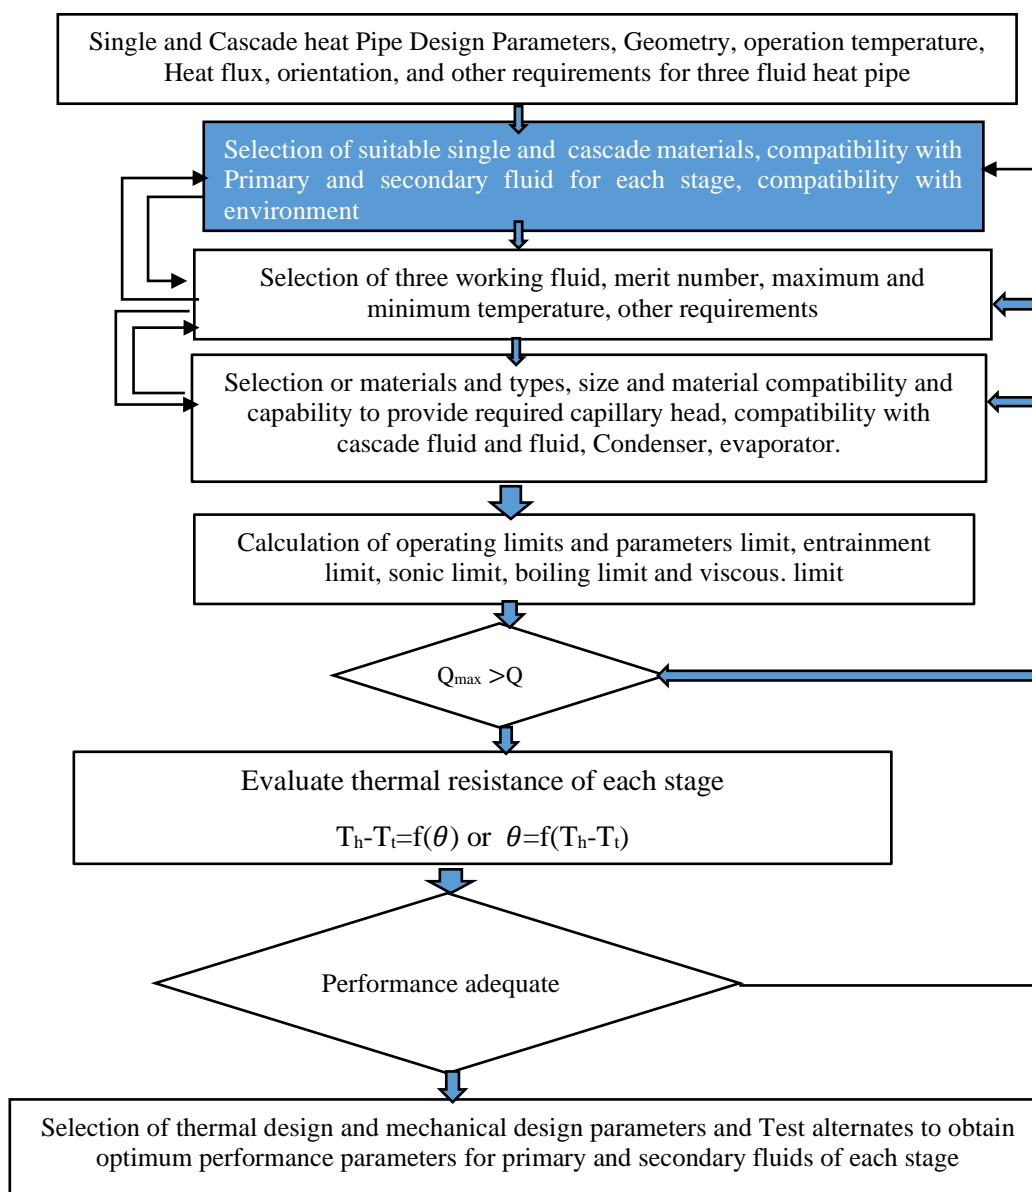 Single and Cascade heat Pipe Design Parameters, Geometry, operation temperature,
Heat flux, orientation, and other requirements for three fluid heat pipe
Selection of suitable single and cascade materials, compatibility with
Primary and secondary fluid for each stage, compatibility with
environment
Selection of three working fluid, merit number, maximum and
minimum temperature, other requirements
Selection or materials and types, size and material compatibility and
capability to provide required capillary head, compatibility with
cascade fluid and fluid, Condenser, evaporator.
Calculation of operating limits and parameters limit, entrainment
limit, sonic limit, boiling limit and viscous. limit
Qmax >Q
Evaluate thermal resistance of each stage
Th-Tt=f(θ) or θ=f(Th-Tt)
Performance adequate
Selection of thermal design and mechanical design parameters and Test alternates to obtain
optimum performance parameters for primary and secondary fluids of each stage